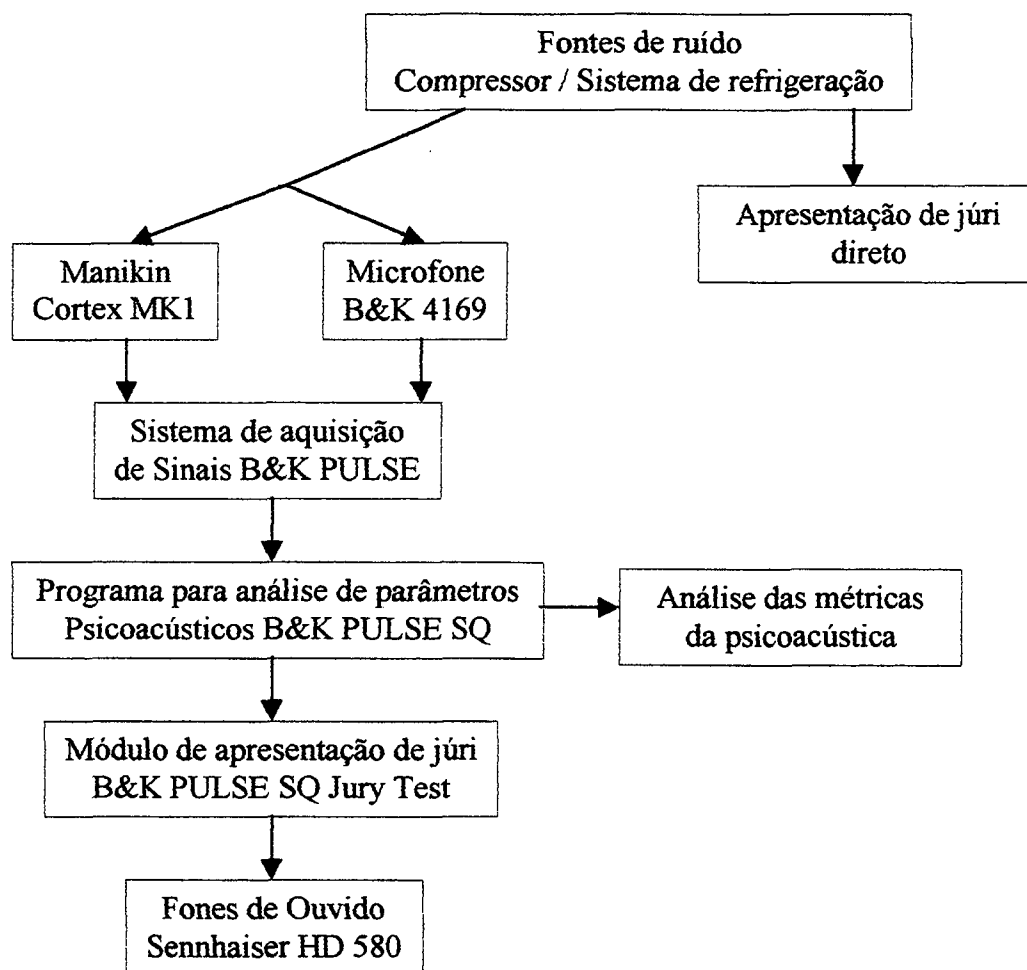 Fontes de ruído
Compressor / Sistema de refrigeração
Apresentação de júri
direto
Manikin
Cortex MK1
Microfone
B&K 4169
Sistema de aquisição
de Sinais B&K PULSE
Programa para análise de parâmetros
Psicoacústicos B&K PULSE SQ
Análise das métricas
da psicoacústica
Módulo de apresentação de júri
B&K PULSE SQ Jury Test
Fones de Ouvido
Sennhaiser HD 580